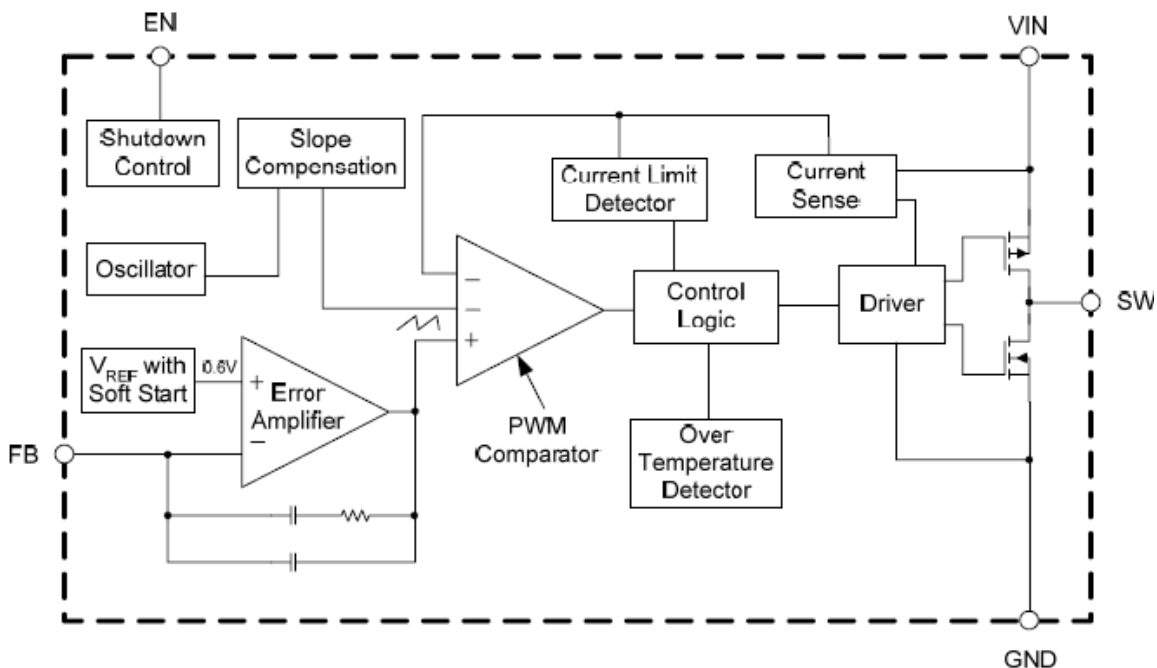 EN
VIN
Shutdown
Control
Slope
Compensation
Current Limit
Detector
Current
Sense
Oscillator
−
−
+
Control
Logic
Driver
SW
V_REF with
Soft Start
0.6V
+
Error
Amplifier
−
PWM
Comparator
FB
Over
Temperature
Detector
GND